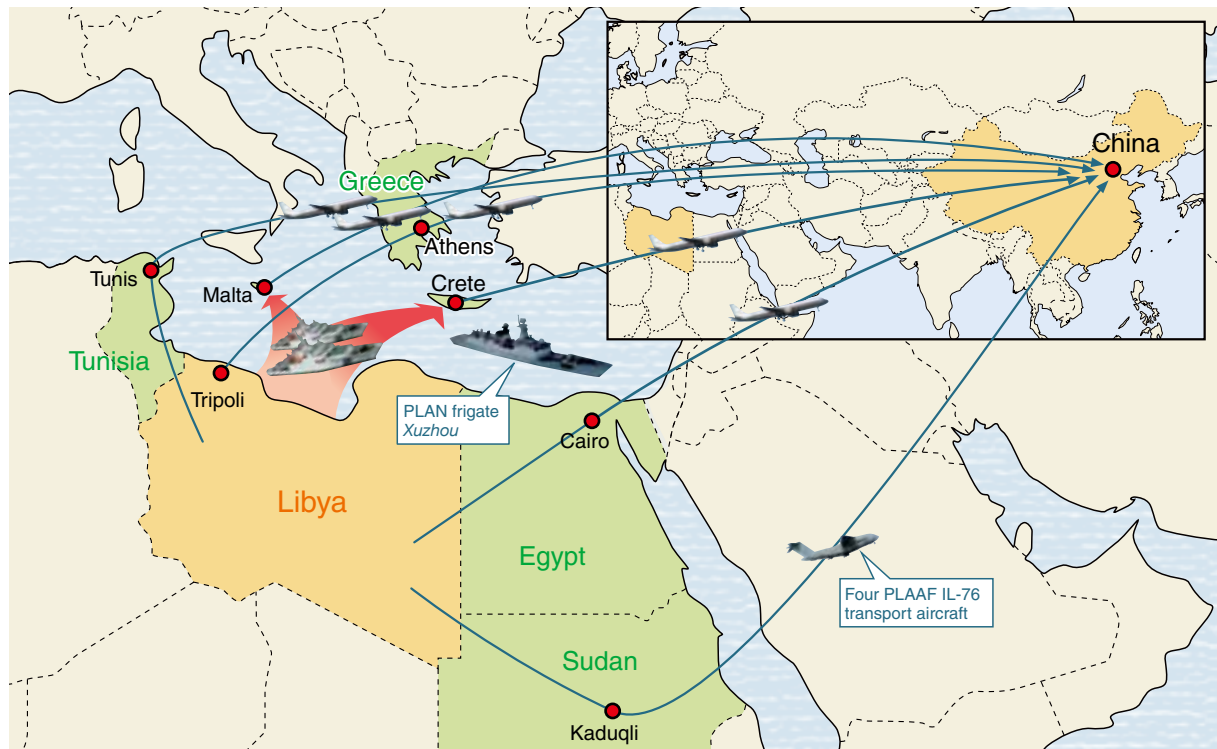 China
Greece
Athens
Tunis
Malta
Crete
Tunisia
Tripoli
PLAN frigate
Xuzhou
Cairo
Libya
Egypt
Four PLAAF IL-76
transport aircraft
Sudan
Kaduqli